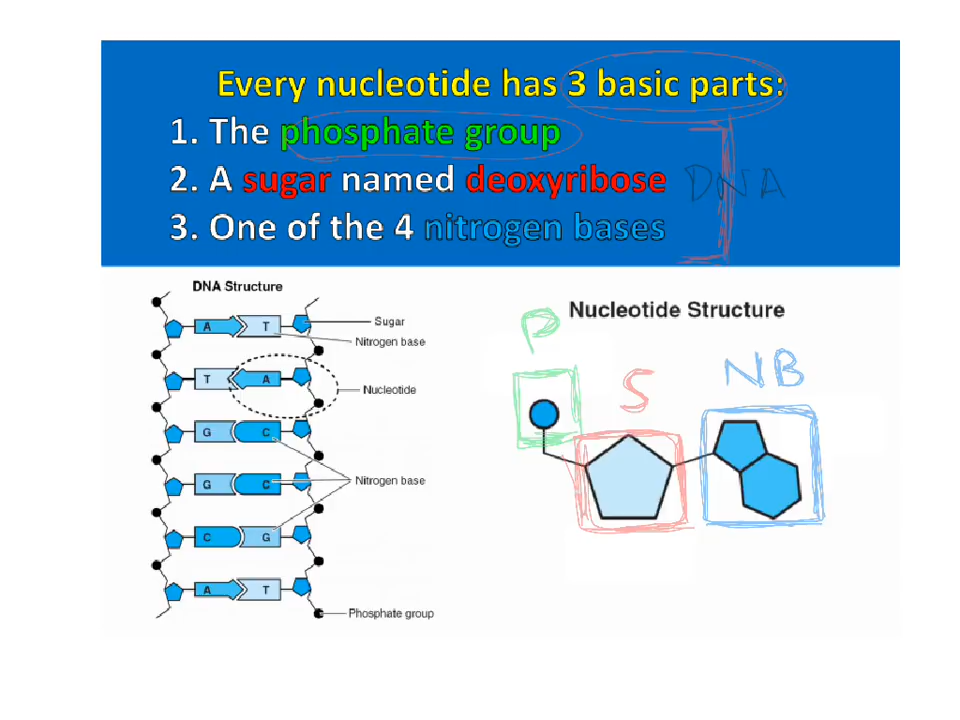 Every nucleotide has 3 basic parts:
1. The phosphate group
2. A sugar named deoxyribose DNA
3. One of the 4 nitrogen bases
DNA Structure
A T
Sugar
Nitrogen base
T A
Nucleotide
G C
G C
Nitrogen base
C G
A T
Phosphate group
Nucleotide Structure
P
S
NB